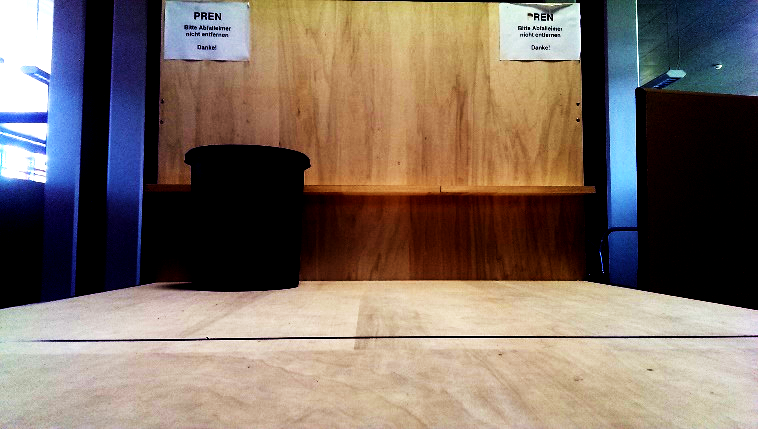 PREN
Bitte Abfalleimer
nicht entfernen
Danke!
PREN
Bitte Abfalleimer
nicht entfernen
Danke!